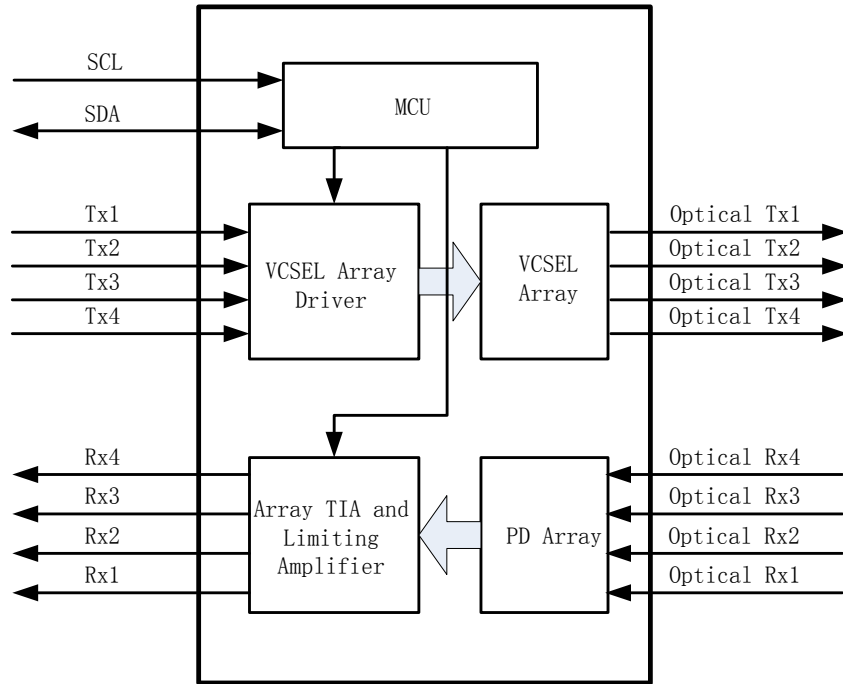 SCL
MCU
SDA
Tx1
Tx2
Tx3
Tx4
VCSEL Array
Driver
VCSEL
Array
Optical Tx1
Optical Tx2
Optical Tx3
Optical Tx4
Rx4
Rx3
Rx2
Rx1
Array TIA and
Limiting
Amplifier
PD Array
Optical Rx4
Optical Rx3
Optical Rx2
Optical Rx1